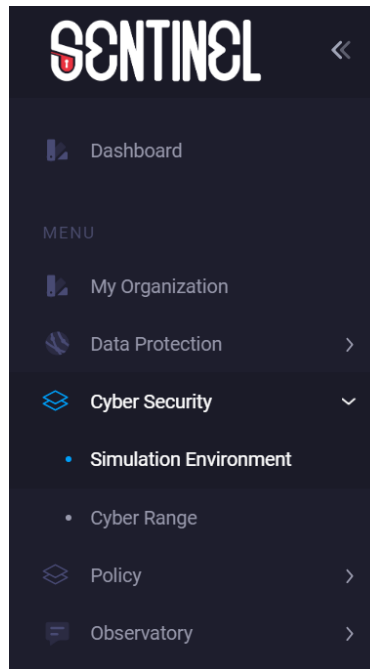 SENTINEL
Dashboard
MENU
My Organization
Data Protection
Cyber Security
Simulation Environment
Cyber Range
Policy
Observatory